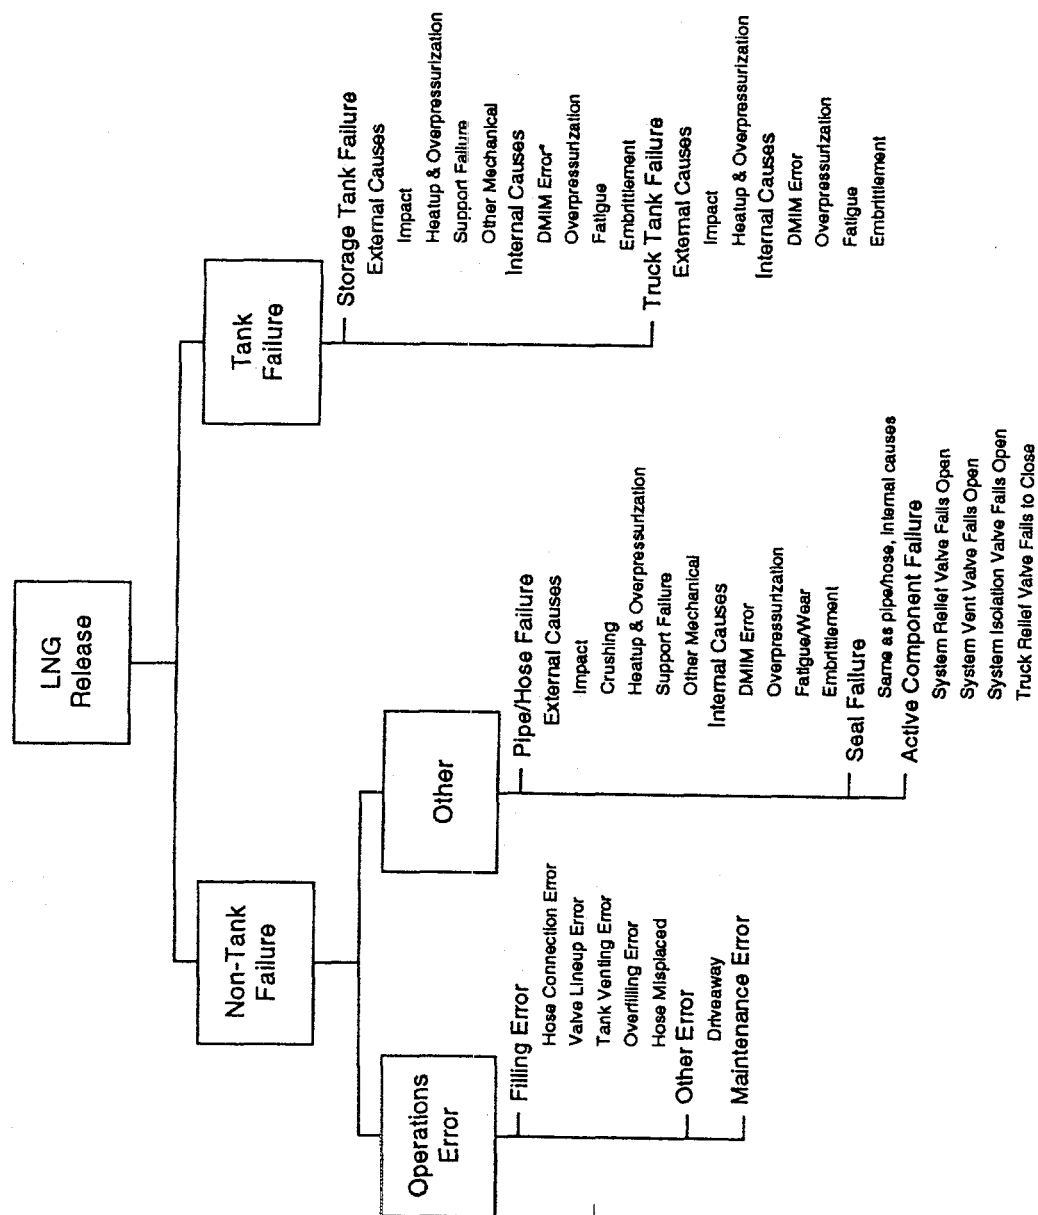 LNG
Release
Non-Tank
Failure
Tank
Failure
Operations
Error
Other
Filling Error
Hose Connection Error
Valve Lineup Error
Tank Venting Error
Overfilling Error
Hose Misplaced
Other Error
Driveaway
Maintenance Error
Pipe/Hose Failure
External Causes
Impact
Crushing
Heatup & Overpressurization
Support Failure
Other Mechanical
Internal Causes
DMIM Error
Overpressurization
Fatigue/Wear
Embrittlement
Seal Failure
Same as pipe/hose, internal causes
Active Component Failure
System Relief Valve Fails Open
System Vent Valve Fails Open
System Isolation Valve Fails Open
Truck Relief Valve Fails to Close
Storage Tank Failure
External Causes
Impact
Heatup & Overpressurization
Support Failure
Other Mechanical
Internal Causes
DMIM Error*
Overpressurization
Fatigue
Embrittlement
Truck Tank Failure
External Causes
Impact
Heatup & Overpressurization
Internal Causes
DMIM Error
Overpressurization
Fatigue
Embrittlement